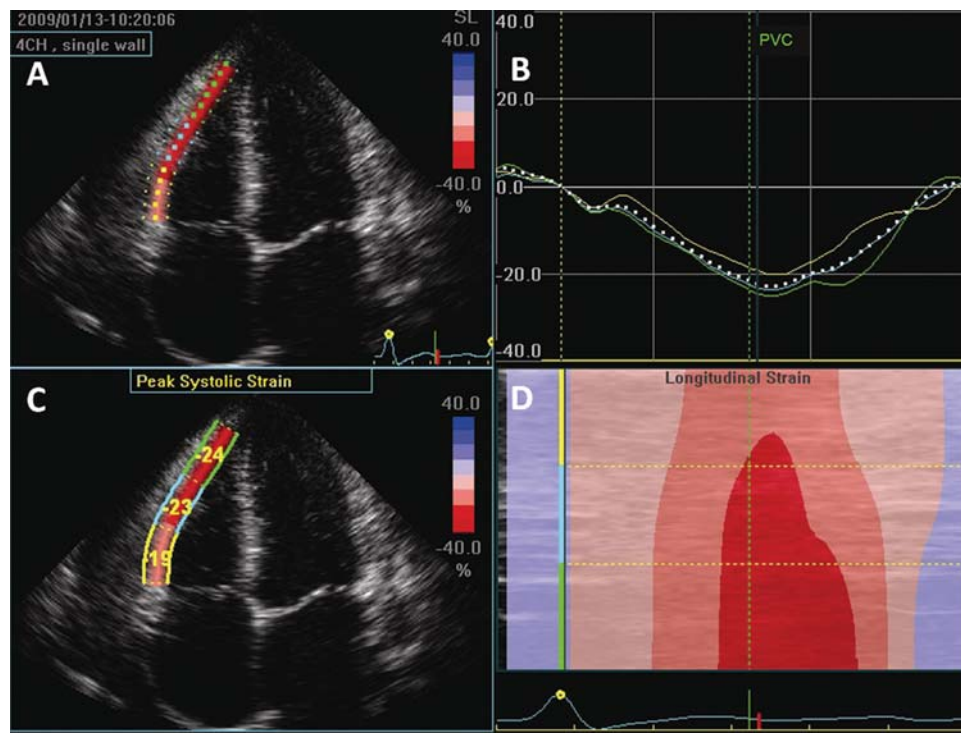 2009/01/13-10:20:06
4CH , single wall
A
SL
40.0
-40.0
%
B
40.0
PVC
20.0
0.0
-20.0
-40.0
C
Peak Systolic Strain
40.0
-24
-23
-19
-40.0
%
D
Longitudinal Strain